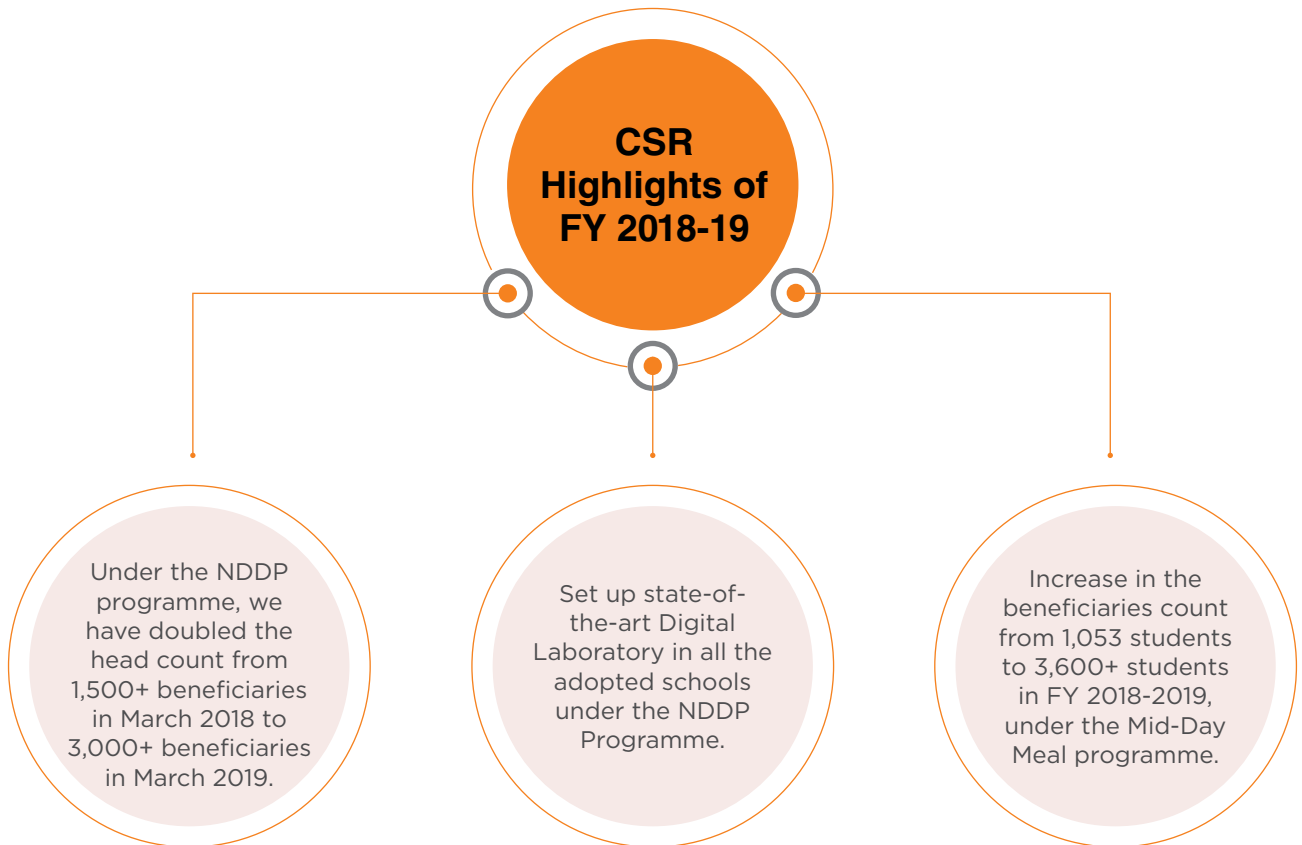 CSR
Highlights of
FY 2018-19
Under the NDDP
programme, we
have doubled the
head count from
1,500+ beneficiaries
in March 2018 to
3,000+ beneficiaries
in March 2019.
Set up state-of-
the-art Digital
Laboratory in all the
adopted schools
under the NDDP
Programme.
Increase in the
beneficiaries count
from 1,053 students
to 3,600+ students
in FY 2018-2019,
under the Mid-Day
Meal programme.